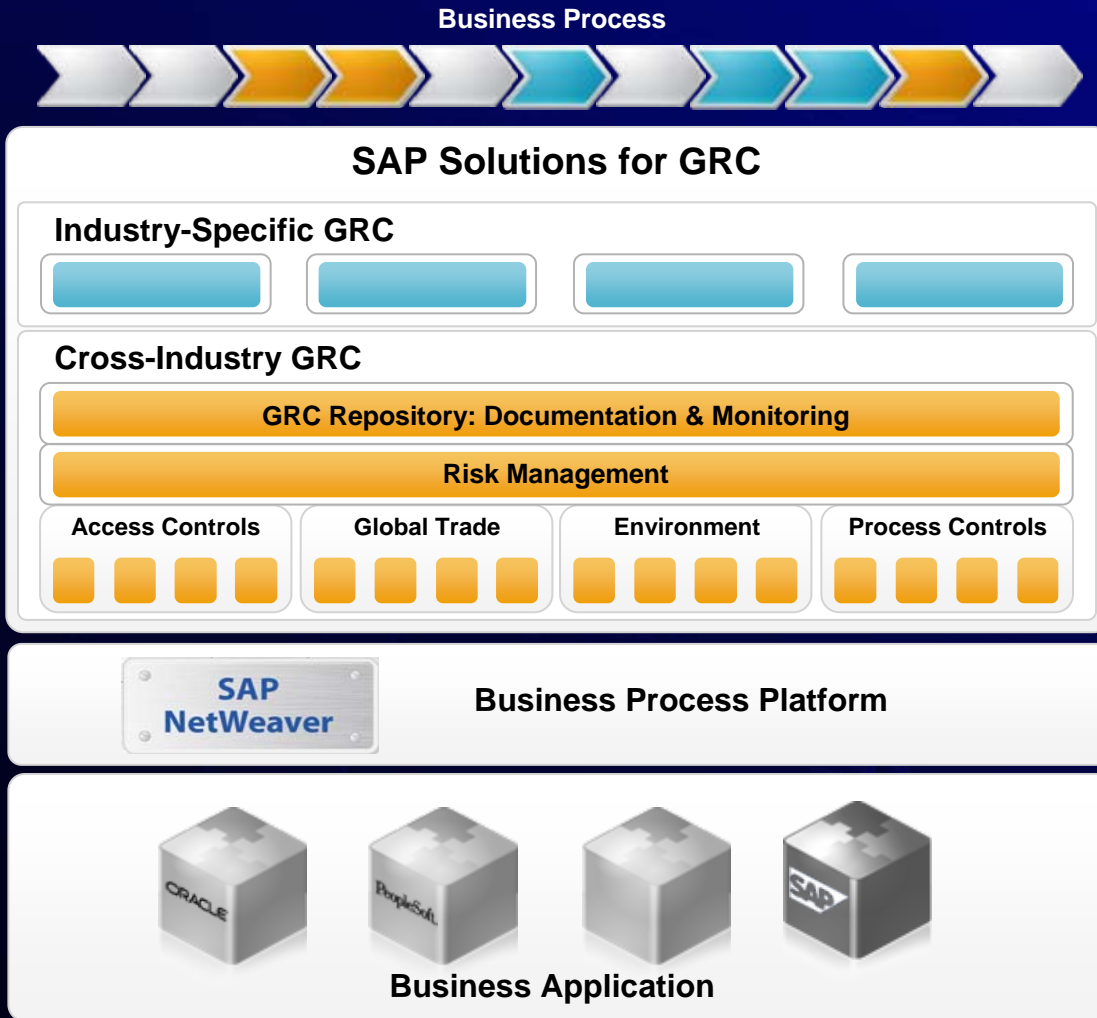 Business Process
SAP Solutions for GRC
Industry-Specific GRC
Cross-Industry GRC
GRC Repository: Documentation & Monitoring
Risk Management
Access Controls
Global Trade
Environment
Process Controls
SAP
NetWeaver
Business Process Platform
ORACLE
PeopleSoft.
SAP
Business Application